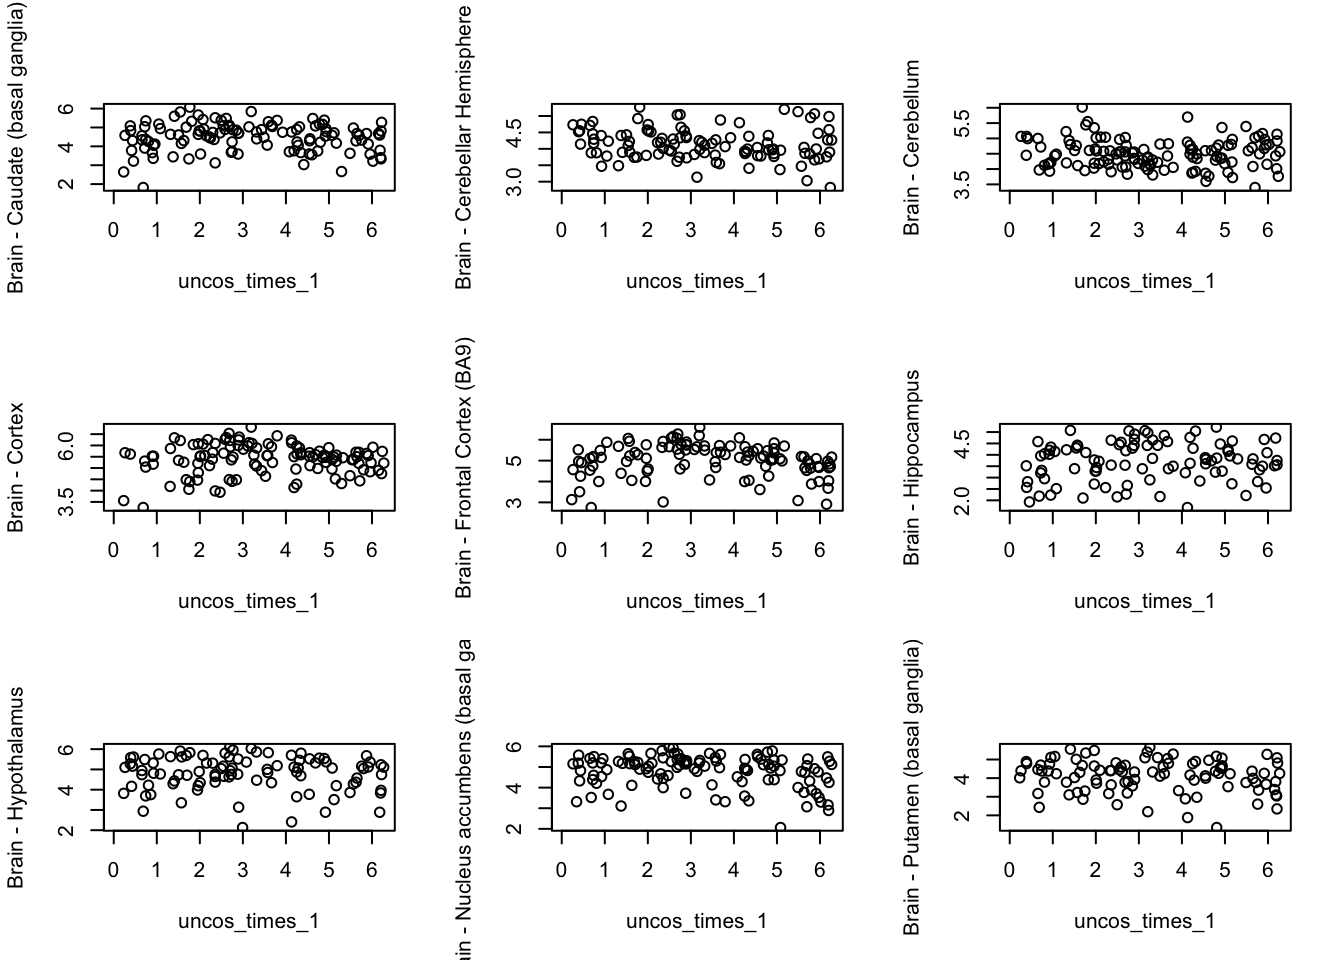 Brain - Caudate (basal ganglia)
2 4 6
0 1 2 3 4 5 6
uncos_times_1
Brain - Cerebellar Hemisphere
3.0 4.5
0 1 2 3 4 5 6
uncos_times_1
Brain - Cerebellum
3.5 5.5
0 1 2 3 4 5 6
uncos_times_1
Brain - Cortex
3.5 6.0
0 1 2 3 4 5 6
uncos_times_1
Brain - Frontal Cortex (BA9)
3 5
0 1 2 3 4 5 6
uncos_times_1
Brain - Hippocampus
2.0 4.5
0 1 2 3 4 5 6
uncos_times_1
Brain - Hypothalamus
2 4 6
0 1 2 3 4 5 6
uncos_times_1
ain - Nucleus accumbens (basal ga
2 4 6
0 1 2 3 4 5 6
uncos_times_1
Brain - Putamen (basal ganglia)
2 4
0 1 2 3 4 5 6
uncos_times_1